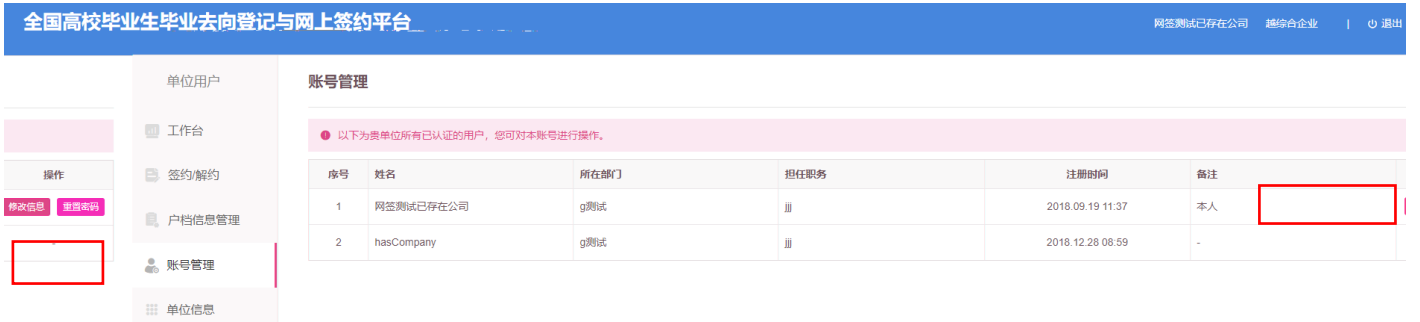 全国高校毕业生毕业去向登记与网上签约平台
网签测试已存在公司 越综合企业 | 退出
单位用户
账号管理
工作台
以下为贵单位所有已认证的用户，您可对本账号进行操作。
操作
签约/解约
序号 姓名 所在部门 担任职务 注册时间 备注
修改信息 重置密码
户档信息管理
1 网签测试已存在公司 g测试 jjj 2018.09.19 11:37 本人
-
2 hasCompany g测试 jjj 2018.12.28 08:59 -
账号管理
单位信息